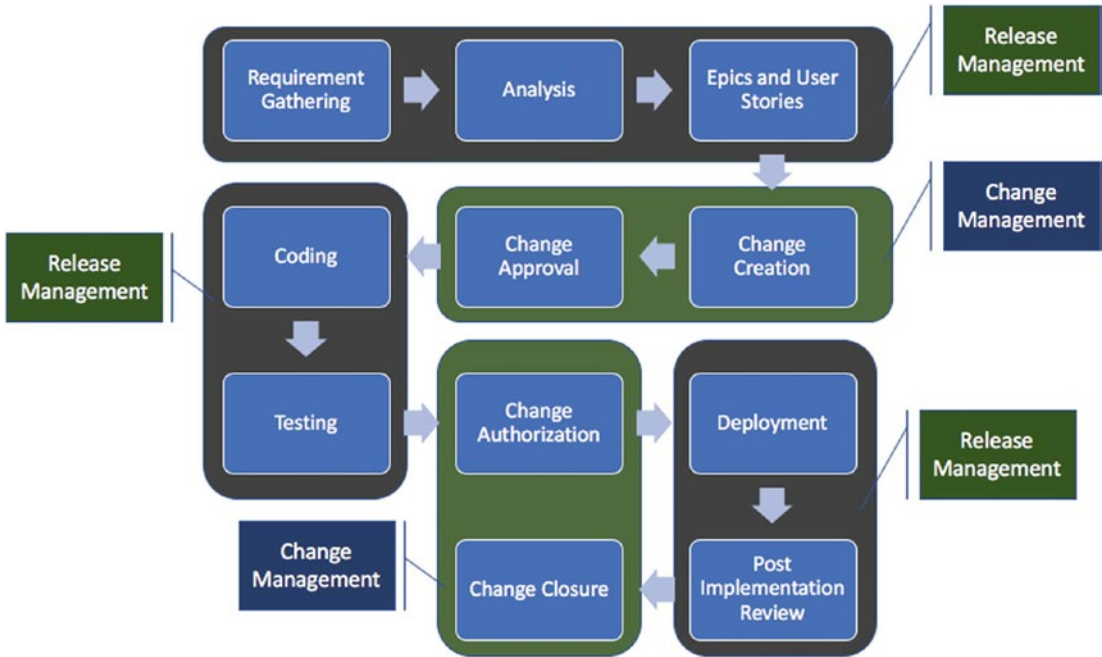 Requirement
Gathering
Analysis
Epics and User
Stories
Release
Management
Change
Management
Change
Creation
Change
Approval
Coding
Release
Management
Testing
Change
Authorization
Deployment
Release
Management
Post
Implementation
Review
Change Closure
Change
Management